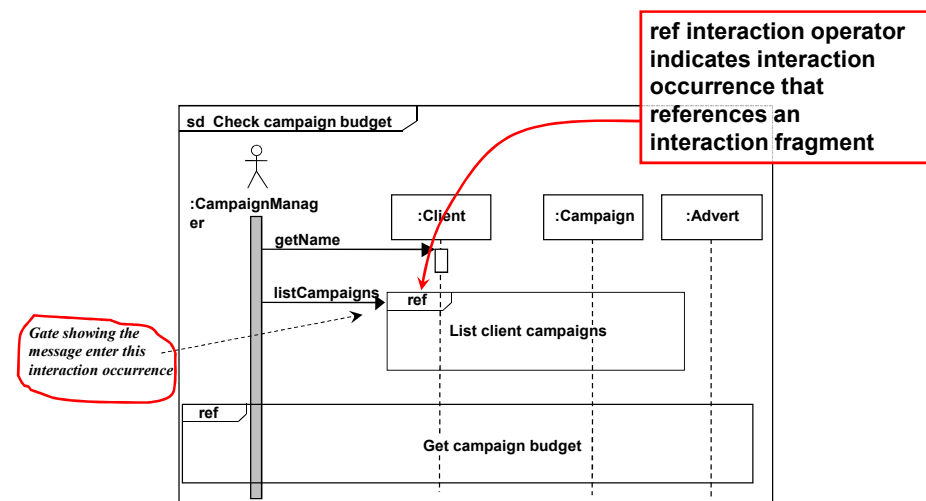 ref interaction operator
indicates interaction
occurrence that
references an
interaction fragment
sd Check campaign budget
:CampaignManag
er
:Client
:Campaign
:Advert
getName
listCampaigns
ref
List client campaigns
Gate showing the
message enter this
interaction occurrence
ref
Get campaign budget